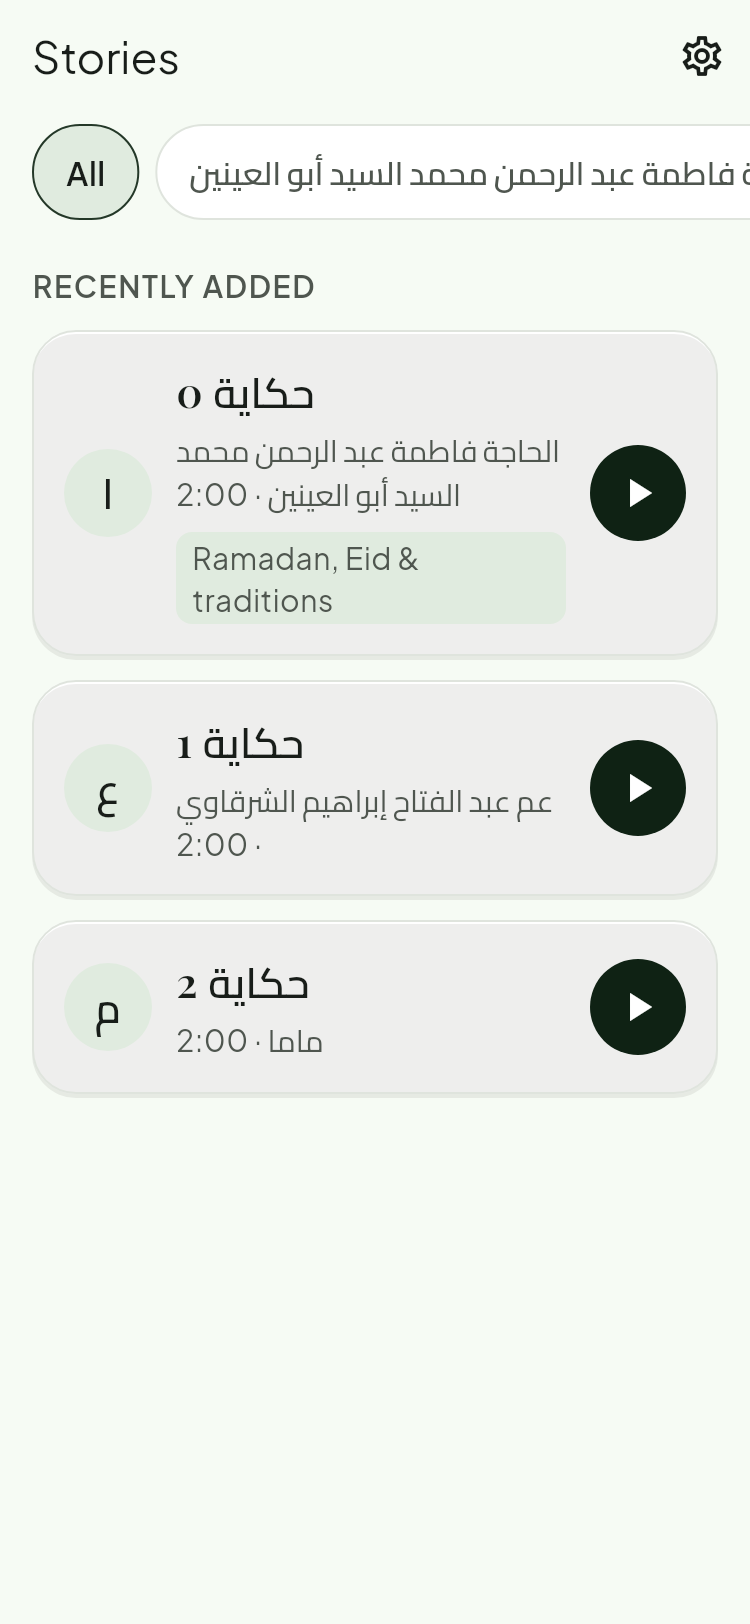 Stories
All
فاطمة عبد الرحمن محمد السيد أبو العينين
RECENTLY ADDED
حكاية 0
ا
الحاجة فاطمة عبد الرحمن محمد
السيد أبو العينين · 2:00
Ramadan, Eid &
traditions
حكاية 1
ع
عم عبد الفتاح إبراهيم الشرقاوي
· 2:00
حكاية 2
م
ماما · 2:00